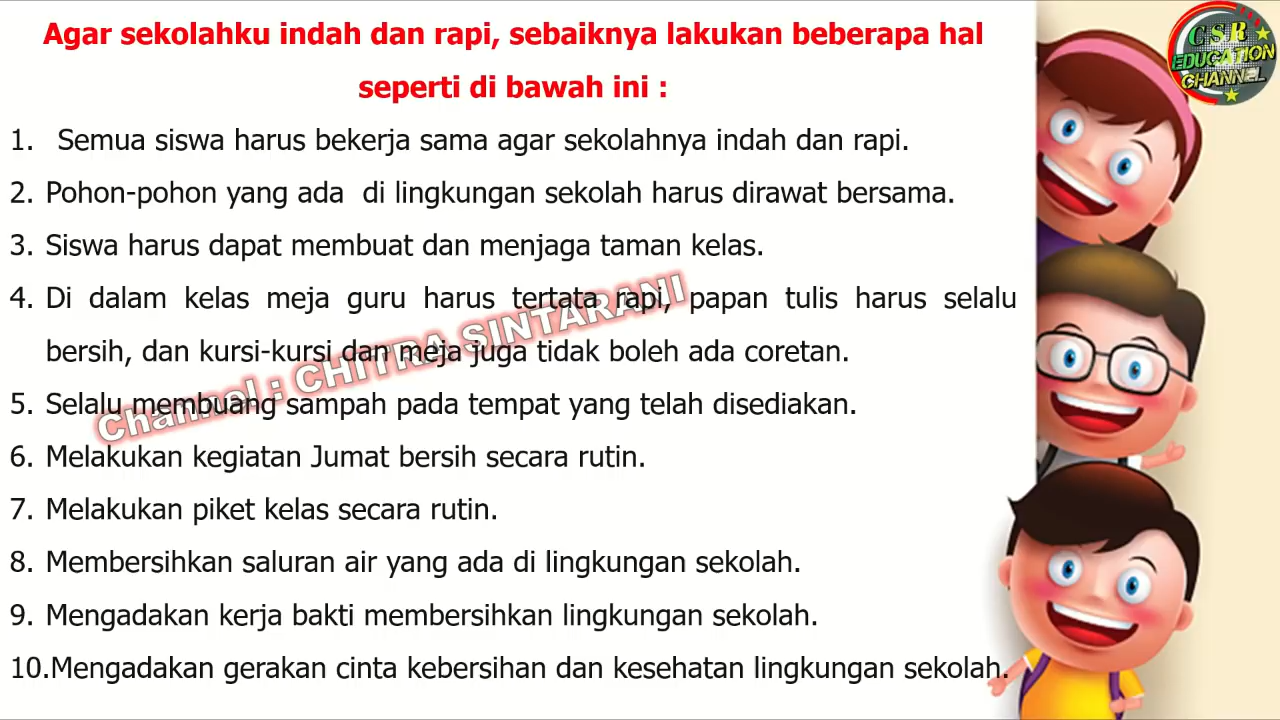 Agar sekolahku indah dan rapi, sebaiknya lakukan beberapa hal
seperti di bawah ini :
1. Semua siswa harus bekerja sama agar sekolahnya indah dan rapi.
2. Pohon-pohon yang ada di lingkungan sekolah harus dirawat bersama.
3. Siswa harus dapat membuat dan menjaga taman kelas.
4. Di dalam kelas meja guru harus tertata rapi, papan tulis harus selalu
bersih, dan kursi-kursi dan meja juga tidak boleh ada coretan.
5. Selalu membuang sampah pada tempat yang telah disediakan.
6. Melakukan kegiatan Jumat bersih secara rutin.
7. Melakukan piket kelas secara rutin.
8. Membersihkan saluran air yang ada di lingkungan sekolah.
9. Mengadakan kerja bakti membersihkan lingkungan sekolah.
10.Mengadakan gerakan cinta kebersihan dan kesehatan lingkungan sekolah.
Channel : CHITRA SINTARANI
CSR
EDUCATION
CHANNEL